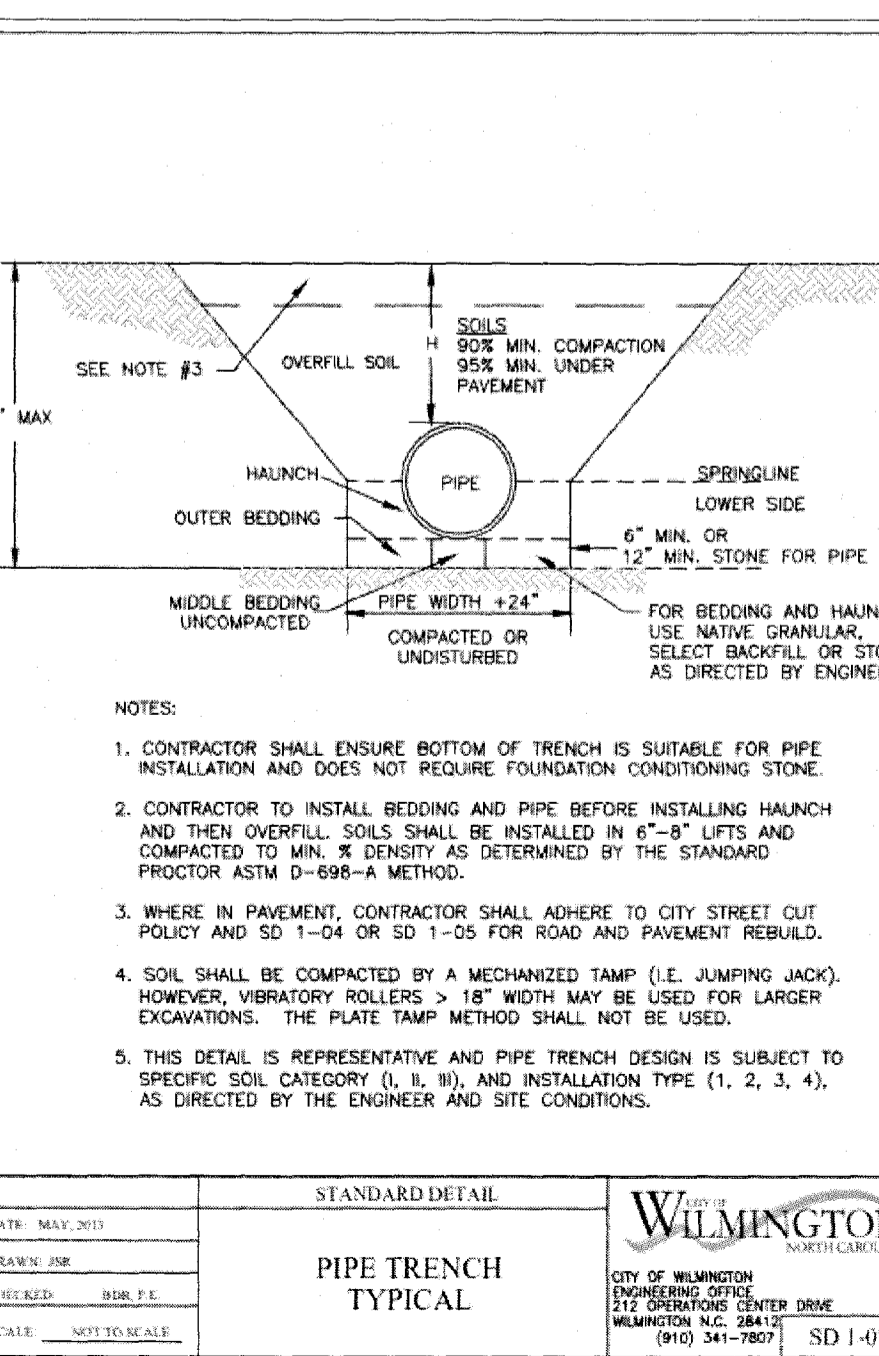 SOILS
H 90% MIN. COMPACTION
95% MIN. UNDER
PAVEMENT
SEE NOTE #3
OVERFILL SOIL
" MAX
HAUNCH
PIPE
SPRINGLINE
OUTER BEDDING
LOWER SIDE
6" MIN. OR
12" MIN. STONE FOR PIPE
MIDDLE BEDDING
UNCOMPACTED
PIPE WIDTH +24"
COMPACTED OR
UNDISTURBED
FOR BEDDING AND HAUN
USE NATIVE GRANULAR,
SELECT BACKFILL OR STO
AS DIRECTED BY ENGINE
NOTES:
1. CONTRACTOR SHALL ENSURE BOTTOM OF TRENCH IS SUITABLE FOR PIPE
INSTALLATION AND DOES NOT REQUIRE FOUNDATION CONDITIONING STONE.
2. CONTRACTOR TO INSTALL BEDDING AND PIPE BEFORE INSTALLING HAUNCH
AND THEN OVERFILL. SOILS SHALL BE INSTALLED IN 6"-8" LIFTS AND
COMPACTED TO MIN. % DENSITY AS DETERMINED BY THE STANDARD
PROCTOR ASTM D-698-A METHOD.
3. WHERE IN PAVEMENT, CONTRACTOR SHALL ADHERE TO CITY STREET CUT
POLICY AND SD 1-04 OR SD 1-05 FOR ROAD AND PAVEMENT REBUILD.
4. SOIL SHALL BE COMPACTED BY A MECHANIZED TAMP (I.E. JUMPING JACK).
HOWEVER, VIBRATORY ROLLERS > 18" WIDTH MAY BE USED FOR LARGER
EXCAVATIONS. THE PLATE TAMP METHOD SHALL NOT BE USED.
5. THIS DETAIL IS REPRESENTATIVE AND PIPE TRENCH DESIGN IS SUBJECT TO
SPECIFIC SOIL CATEGORY (I, II, III), AND INSTALLATION TYPE (1, 2, 3, 4),
AS DIRECTED BY THE ENGINEER AND SITE CONDITIONS.
STANDARD DETAIL
ATE: MAY, 2013
RAWN: JSR
HECKED: BDR, P.E.
CALE: NOT TO SCALE
PIPE TRENCH
TYPICAL
CITY OF
WILMINGTO
NORTH CAROL
CITY OF WILMINGTON
ENGINEERING OFFICE
212 OPERATIONS CENTER DRIVE
WILMINGTON N.C. 28412
(910) 341-7807
SD 1-0